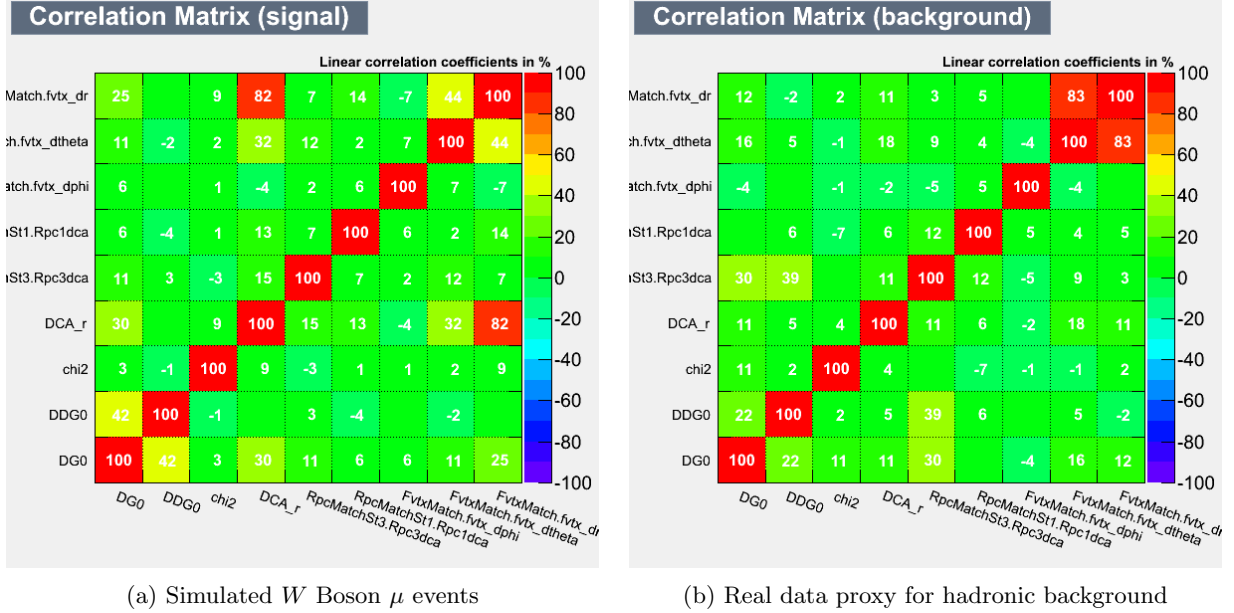 Correlation Matrix (signal)
Linear correlation coefficients in %
Match.fvtx_dr 25 9 82 7 14 -7 44 100
ch.fvtx_dtheta 11 -2 2 32 12 2 7 100 44
Match.fvtx_dphi 6 1 -4 2 6 100 7 -7
nSt1.Rpc1dca 6 -4 1 13 7 100 6 2 14
nSt3.Rpc3dca 11 3 -3 15 100 7 2 12 7
DCA_r 30 9 100 15 13 -4 32 82
chi2 3 -1 100 9 -3 1 1 2 9
DDG0 42 100 -1 3 -4 -2
DG0 100 42 3 30 11 6 6 11 25
DG0
DDG0
chi2
DCA_r
RpcMatchSt3.Rpc3dca
RpcMatchSt1.Rpc1dca
FvtxMatch.fvtx_dphi
FvtxMatch.fvtx_dtheta
FvtxMatch.fvtx_dr
100
80
60
40
20
0
-20
-40
-60
-80
-100
(a) Simulated W Boson μ events
Correlation Matrix (background)
Linear correlation coefficients in %
Match.fvtx_dr 12 -2 2 11 3 5 83 100
ch.fvtx_dtheta 16 5 -1 18 9 4 -4 100 83
Match.fvtx_dphi -4 -1 -2 -5 5 100 -4
nSt1.Rpc1dca 6 -7 6 12 100 5 4 5
nSt3.Rpc3dca 30 39 11 100 12 -5 9 3
DCA_r 11 5 4 100 11 6 -2 18 11
chi2 11 2 100 4 -7 -1 -1 2
DDG0 22 100 2 5 39 6 5 -2
DG0 100 22 11 11 30 -4 16 12
DG0
DDG0
chi2
DCA_r
RpcMatchSt3.Rpc3dca
RpcMatchSt1.Rpc1dca
FvtxMatch.fvtx_dphi
FvtxMatch.fvtx_dtheta
FvtxMatch.fvtx_dr
100
80
60
40
20
0
-20
-40
-60
-80
-100
(b) Real data proxy for hadronic background